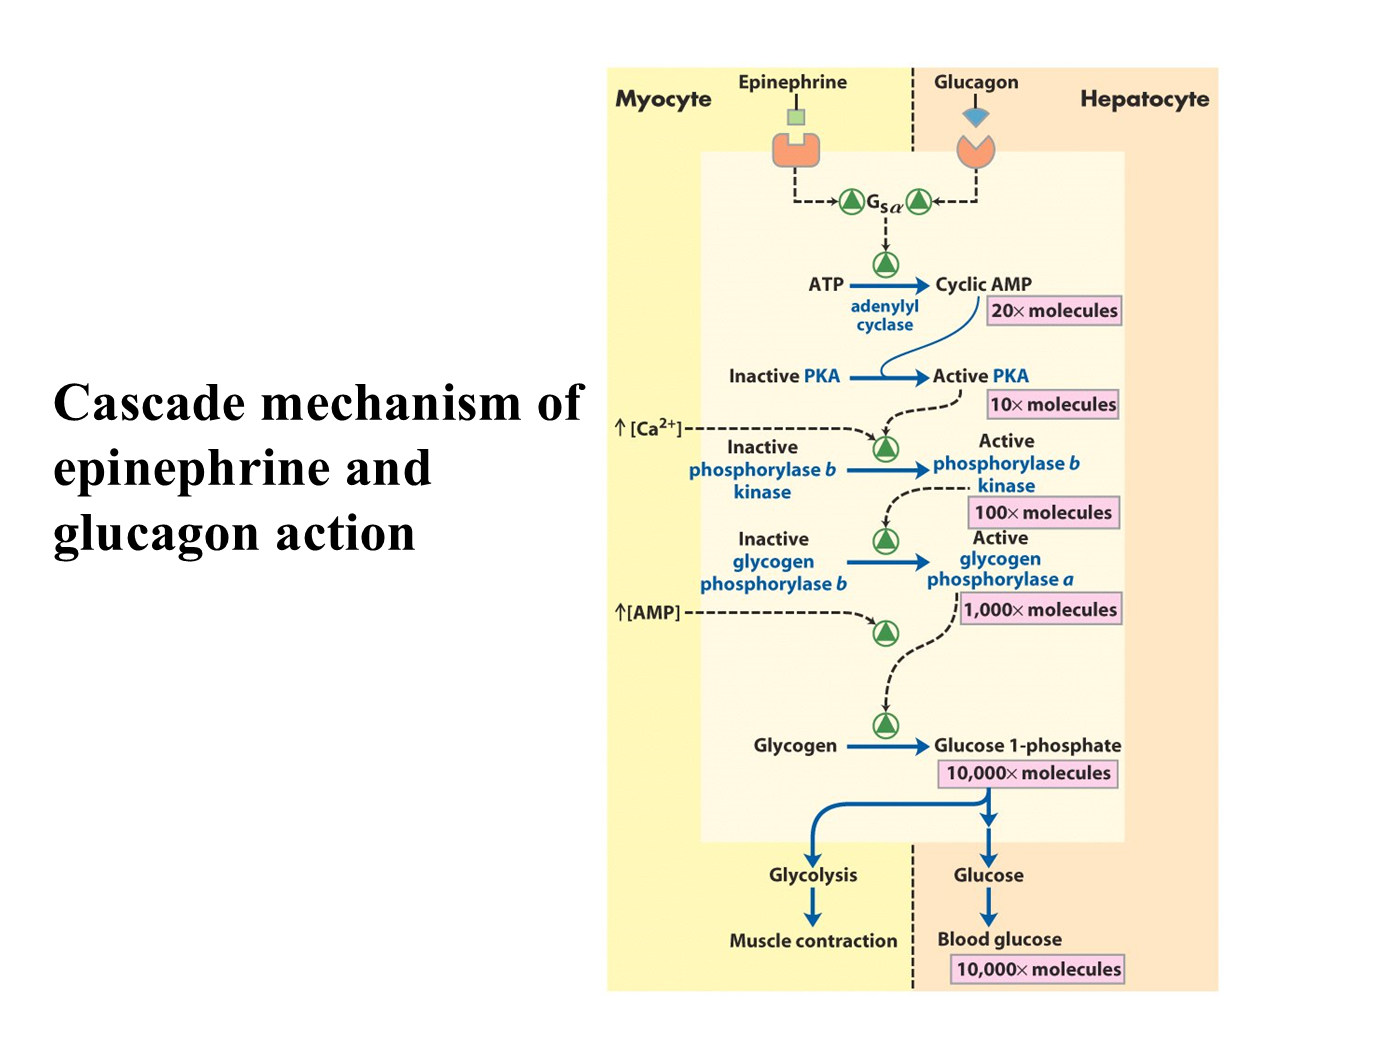 Cascade mechanism of
epinephrine and
glucagon action
Myocyte
Epinephrine
Glucagon
Hepatocyte
Gsα
ATP
Cyclic AMP
adenylyl
cyclase
20× molecules
Inactive PKA
Active PKA
10× molecules
↑[Ca²⁺]
Inactive
phosphorylase b
kinase
Active
phosphorylase b
kinase
100× molecules
Inactive
glycogen
phosphorylase b
Active
glycogen
phosphorylase a
1,000× molecules
↑[AMP]
Glycogen
Glucose 1-phosphate
10,000× molecules
Glycolysis
Glucose
Muscle contraction
Blood glucose
10,000× molecules